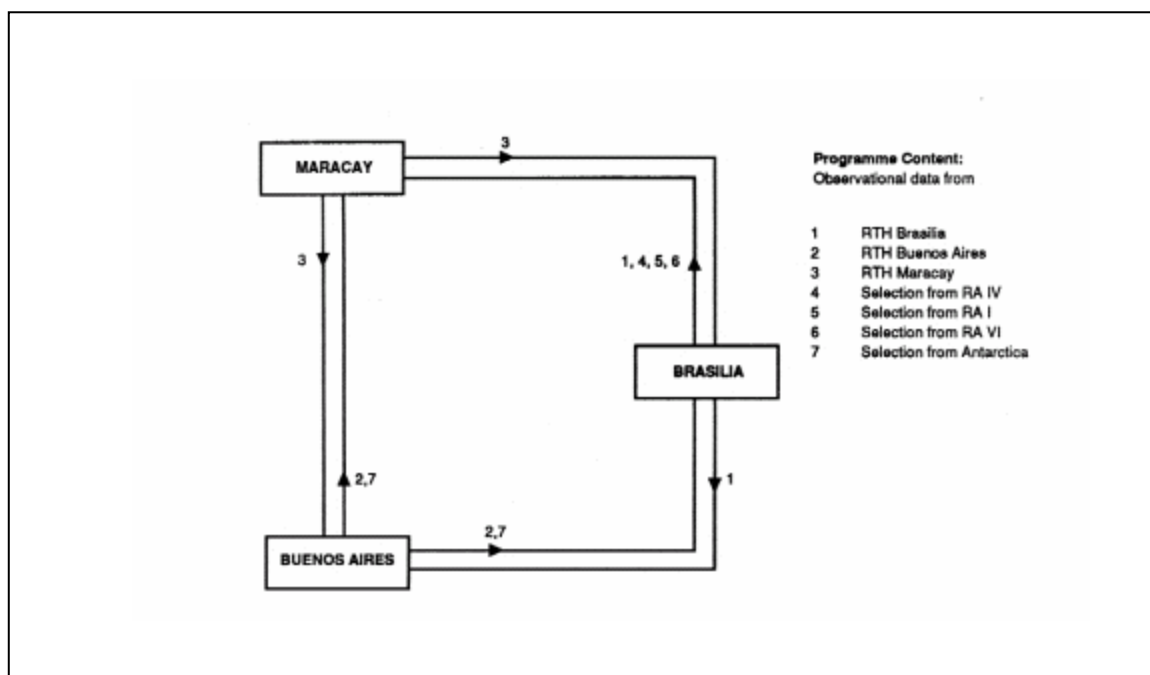 3
MARACAY
Programme Content:
Observational data from
1 RTH Brasilia
2 RTH Buenos Aires
3 RTH Maracay
4 Selection from RA IV
5 Selection from RA I
6 Selection from RA VI
7 Selection from Antarctica
3
1, 4, 5, 6
BRASILIA
2,7
1
2,7
BUENOS AIRES